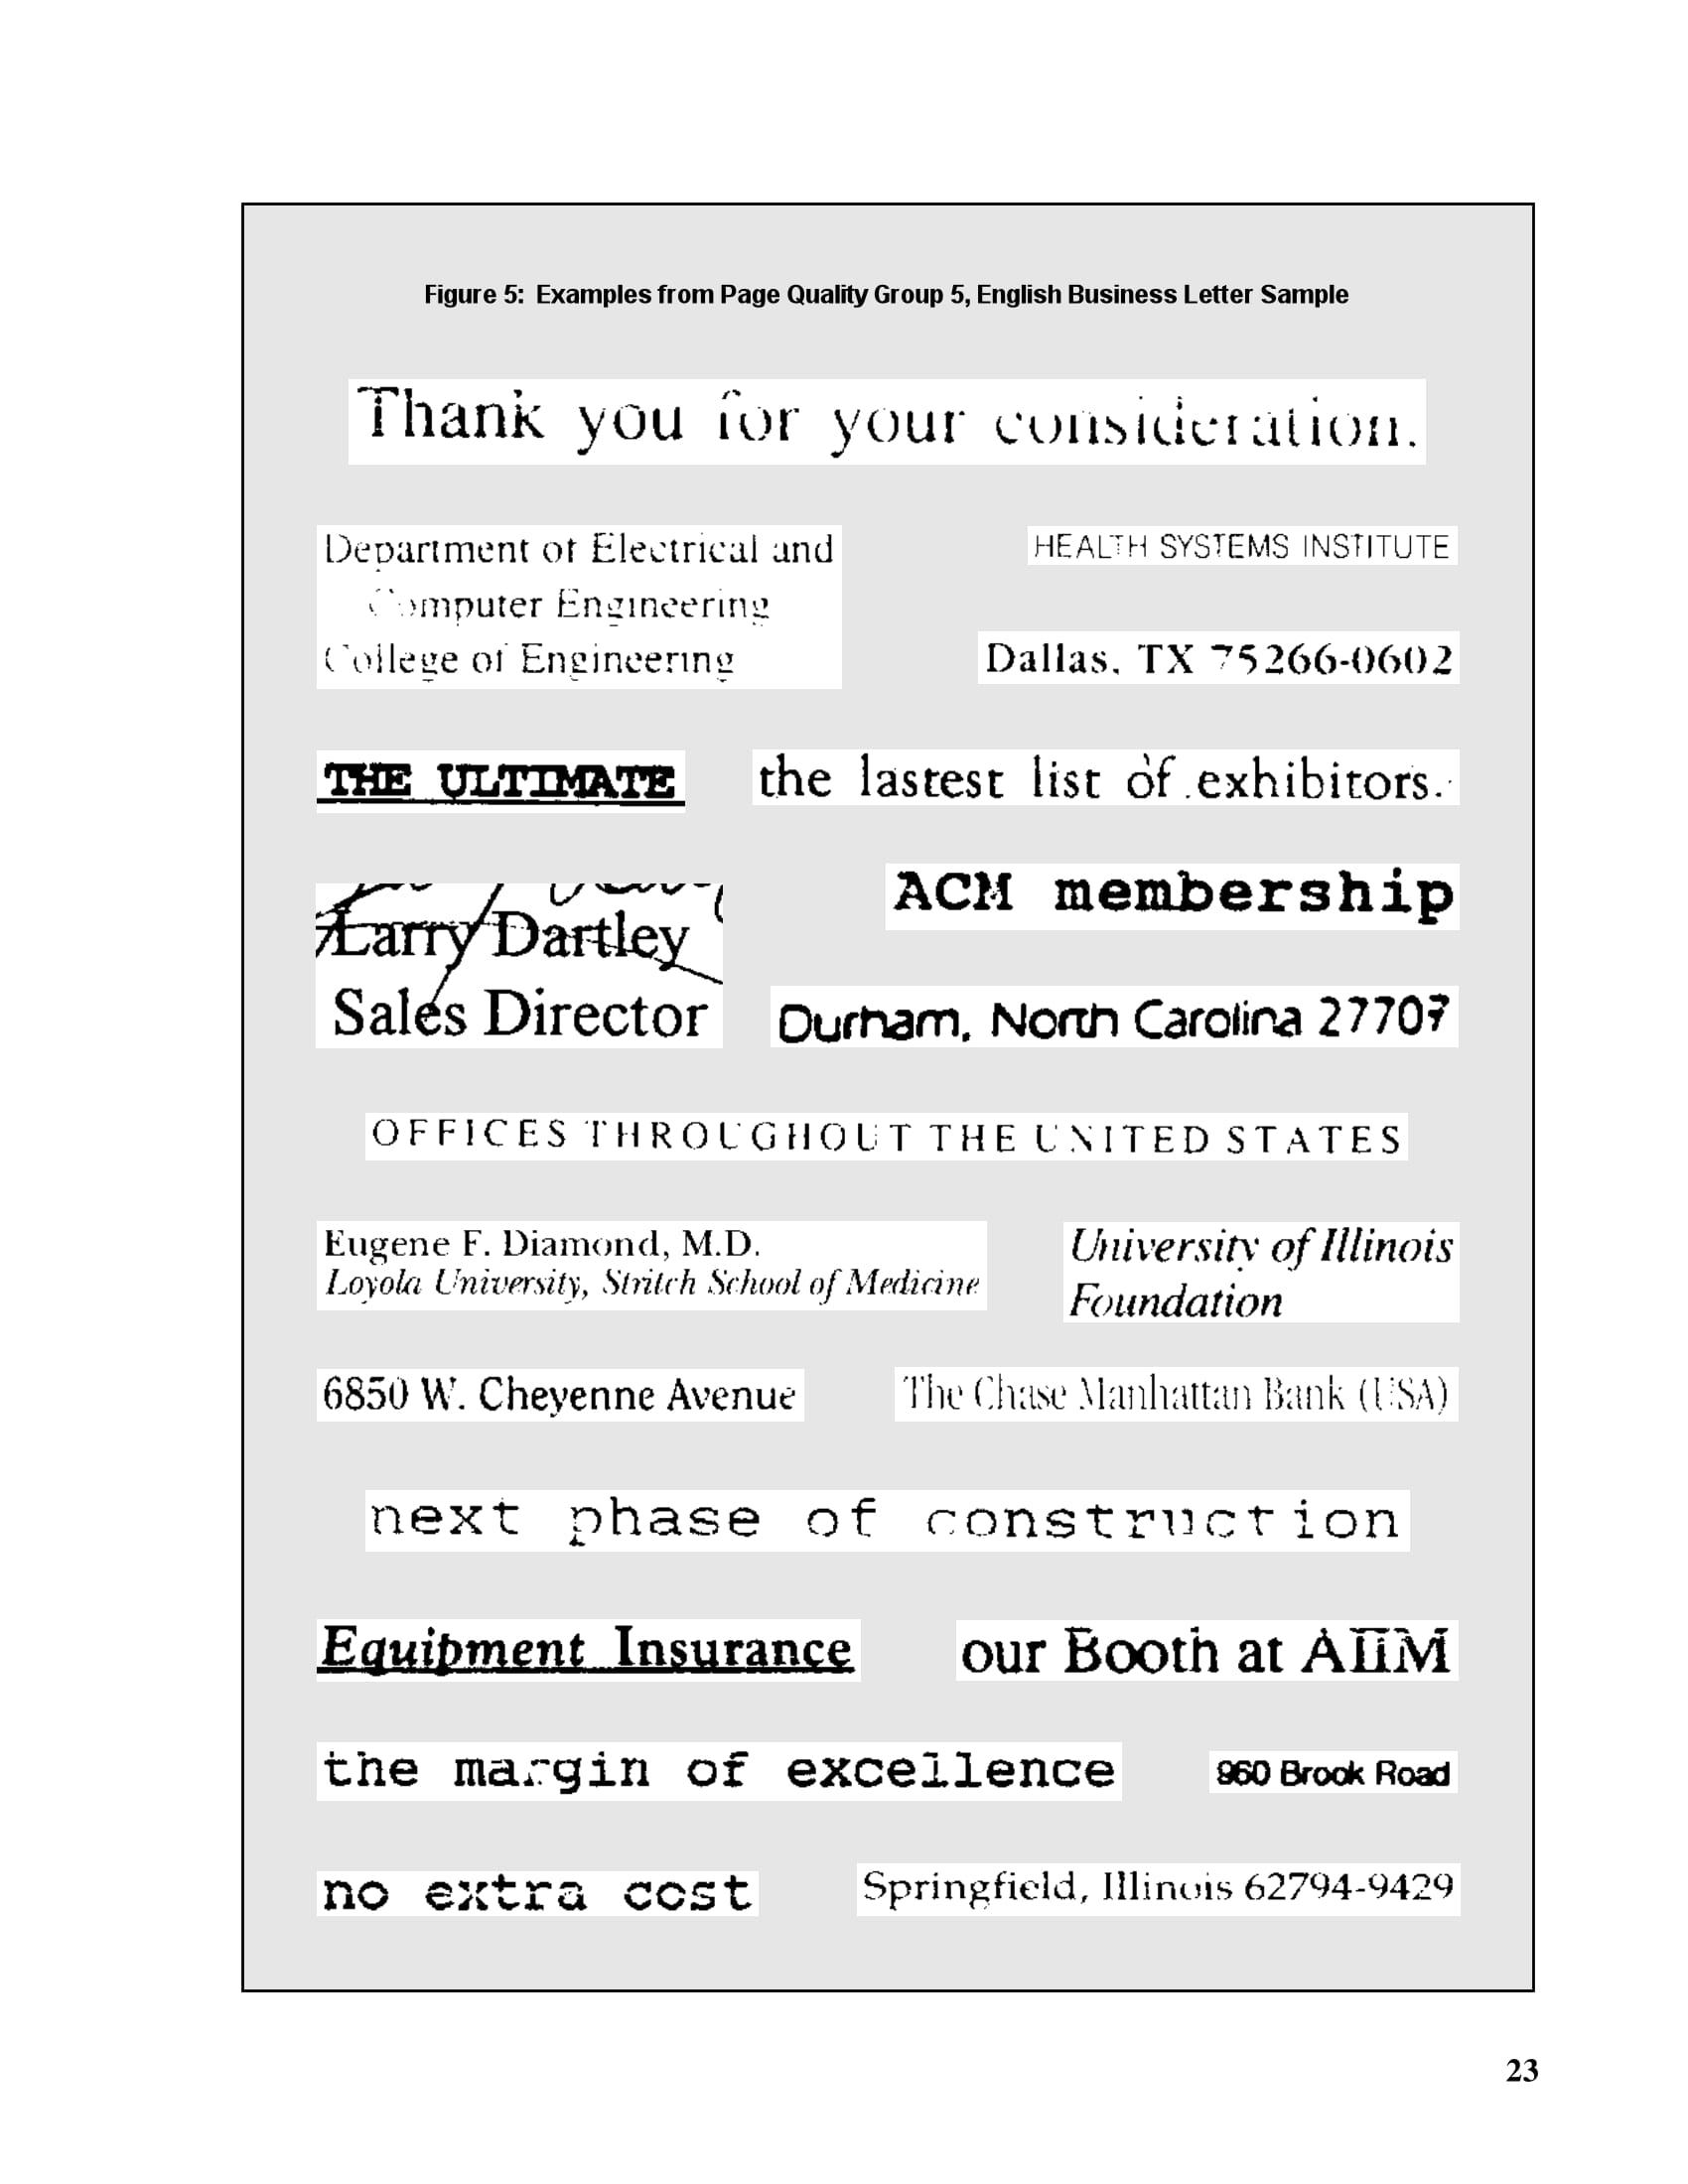 Figure 5: Examples from Page Quality Group 5, English Business Letter Sample
Thank you for your consideration.
Department of Electrical and
Computer Engineering
College of Engineering
HEALTH SYSTEMS INSTITUTE
Dallas, TX 75266-0602
THE ULTIMATE
the lastest list of exhibitors.
Larry Dartley
Sales Director
ACM membership
Durham, North Carolina 27707
OFFICES THROUGHOUT THE UNITED STATES
Eugene F. Diamond, M.D.
Loyola University, Stritch School of Medicine
University of Illinois
Foundation
6850 W. Cheyenne Avenue
The Chase Manhattan Bank (USA)
next phase of construction
Equipment Insurance
our Booth at AIIM
the margin of excellence
960 Brook Road
no extra cost
Springfield, Illinois 62794-9429
23